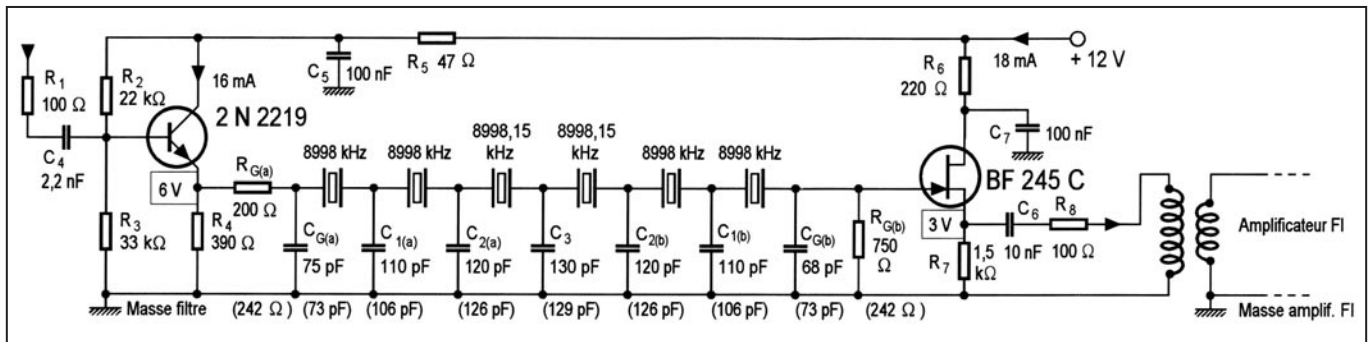 R1
100 Ω
C4
2,2 nF
R2
22 kΩ
R3
33 kΩ
16 mA
2 N 2219
6 V
R4
390 Ω
RG(a)
200 Ω
C5
100 nF
R5 47 Ω
8998 kHz
8998 kHz
8998,15
kHz
8998,15
kHz
8998 kHz
8998 kHz
CG(a)
75 pF
C1(a)
110 pF
C2(a)
120 pF
C3
130 pF
C2(b)
120 pF
C1(b)
110 pF
CG(b)
68 pF
RG(b)
750
Ω
R6
220 Ω
18 mA
+ 12 V
C7
100 nF
BF 245 C
3 V
C6
10 nF
R8
100 Ω
R7
1,5
kΩ
Amplificateur FI
Masse amplif. FI
Masse filtre
(242 Ω ) (73 pF) (106 pF) (126 pF) (129 pF) (126 pF) (106 pF) (73 pF) (242 Ω)